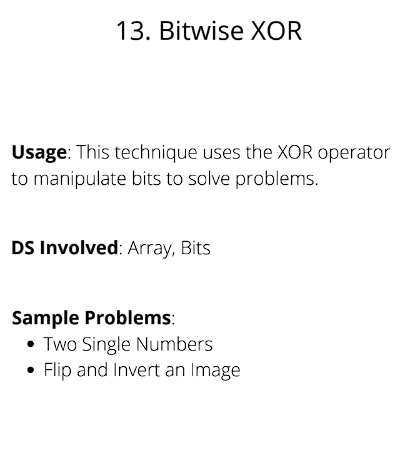 13. Bitwise XOR
Usage: This technique uses the XOR operator
to manipulate bits to solve problems.
DS Involved: Array, Bits
Sample Problems:
• Two Single Numbers
• Flip and Invert an Image